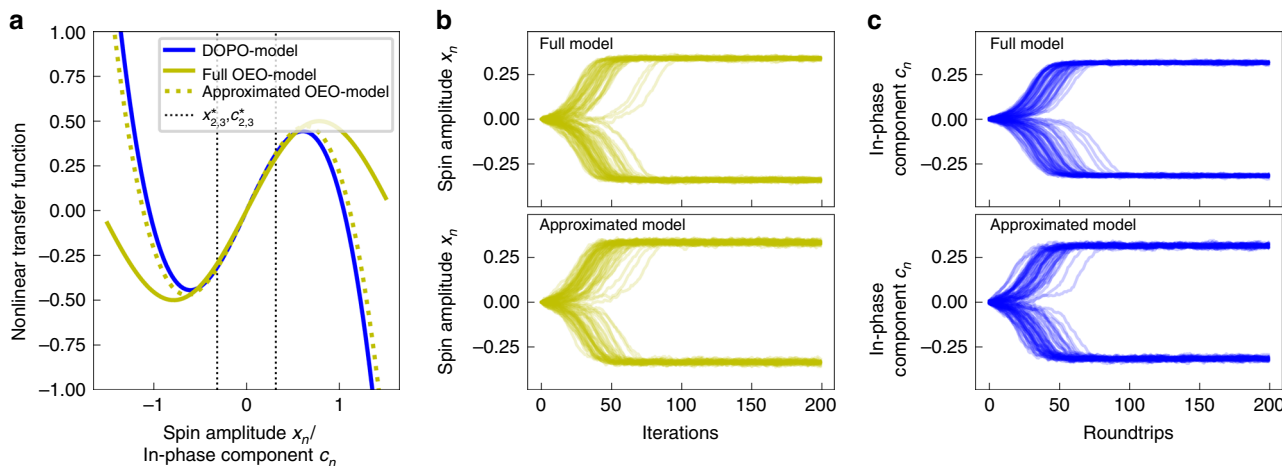 a
1.00
0.75
0.50
0.25
0.00
−0.25
−0.50
−0.75
−1.00
Nonlinear transfer function
DOPO-model
Full OEO-model
Approximated OEO-model
x*2,3,c*2,3
−1
0
1
Spin amplitude xn/
In-phase component cn
b
Full model
0.25
0.00
−0.25
Spin amplitude xn
Approximated model
0.25
0.00
−0.25
Spin amplitude xn
0
50
100
150
200
Iterations
c
Full model
0.25
0.00
−0.25
In-phase
component cn
Approximated model
0.25
0.00
−0.25
In-phase
component cn
0
50
100
150
200
Roundtrips